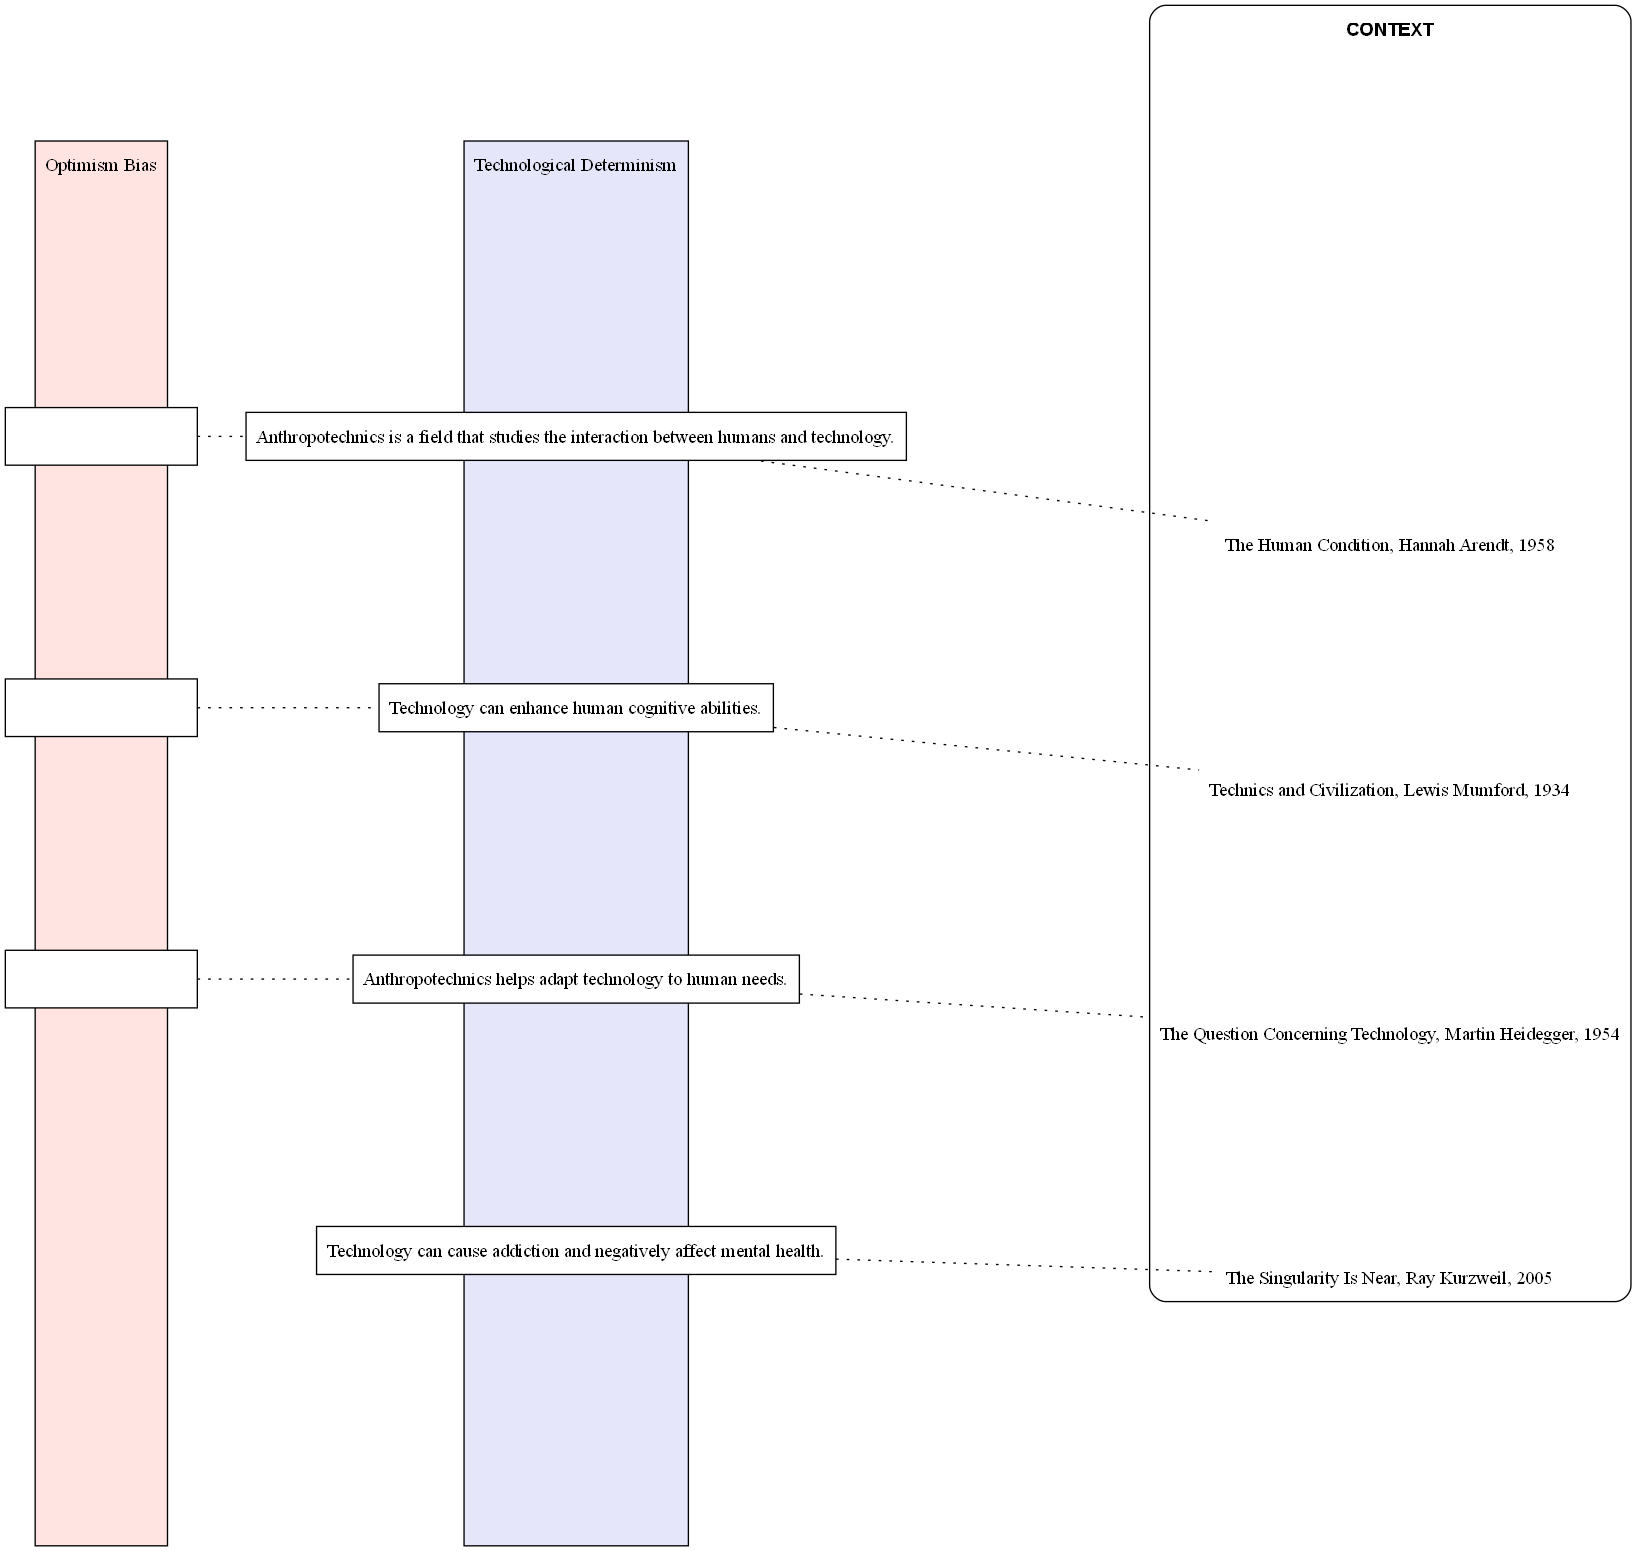 CONTEXT
Optimism Bias
Technological Determinism
Anthropotechnics is a field that studies the interaction between humans and technology.
The Human Condition, Hannah Arendt, 1958
Technology can enhance human cognitive abilities.
Technics and Civilization, Lewis Mumford, 1934
Anthropotechnics helps adapt technology to human needs.
The Question Concerning Technology, Martin Heidegger, 1954
Technology can cause addiction and negatively affect mental health.
The Singularity Is Near, Ray Kurzweil, 2005